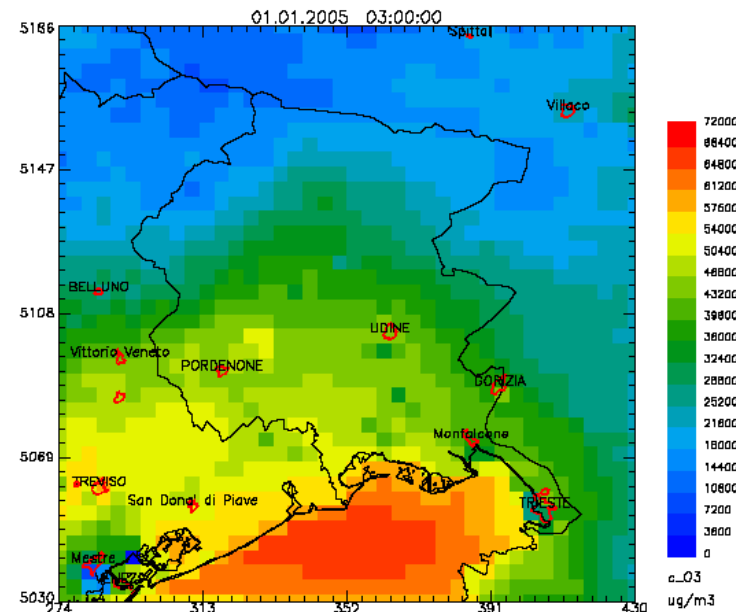 01.01.2005 03:00:00
5186
Spittal
Villaco
5147
BELLUNO
5108
UDINE
Vittorio Veneto
PORDENONE
GORIZIA
Monfalcone
5069
TREVISO
San Donà di Piave
TRIESTE
Mestre
5030
274
313
352
391
430
72000
68400
64800
61200
57600
54000
50400
46800
43200
39600
36000
32400
28800
25200
21600
18000
14400
10800
7200
3600
0
c_O3
ug/m3